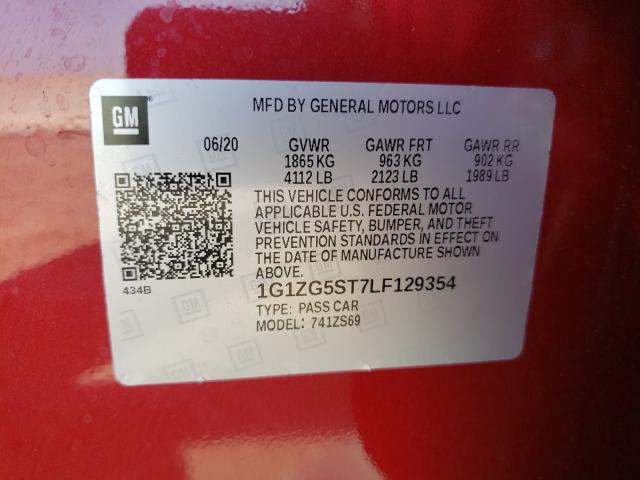 GM
MFD BY GENERAL MOTORS LLC
06/20 GVWR GAWR FRT GAWR RR
1865 KG 963 KG 902 KG
4112 LB 2123 LB 1989 LB
THIS VEHICLE CONFORMS TO ALL
APPLICABLE U.S. FEDERAL MOTOR
VEHICLE SAFETY, BUMPER, AND THEFT
PREVENTION STANDARDS IN EFFECT ON
THE DATE OF MANUFACTURE SHOWN
ABOVE.
434B
1G1ZG5ST7LF129354
TYPE: PASS CAR
MODEL: 741ZS69